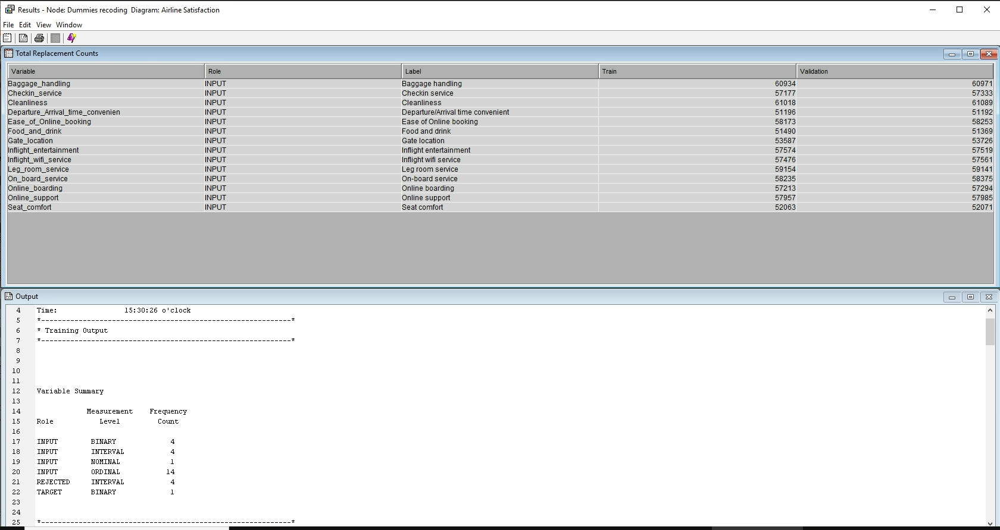 Results - Node: Dummies recoding  Diagram: Airline Satisfaction
File Edit View Window
Total Replacement Counts
Variable Role Label Train Validation
Baggage_handling INPUT Baggage handling 60934 60971
Checkin_service INPUT Checkin service 57177 57333
Cleanliness INPUT Cleanliness 61018 61089
Departure_Arrival_time_convenien INPUT Departure/Arrival time convenient 51196 51192
Ease_of_Online_booking INPUT Ease of Online booking 58173 58253
Food_and_drink INPUT Food and drink 51490 51369
Gate_location INPUT Gate location 53587 53726
Inflight_entertainment INPUT Inflight entertainment 57574 57519
Inflight_wifi_service INPUT Inflight wifi service 57476 57561
Leg_room_service INPUT Leg room service 59154 59141
On_board_service INPUT On-board service 58235 58375
Online_boarding INPUT Online boarding 57213 57294
Online_support INPUT Online support 57957 57985
Seat_comfort INPUT Seat comfort 52063 52071
Output
4 Time: 15:30:26 o'clock
5 *------------------------------------------------------------*
6 * Training Output
7 *------------------------------------------------------------*
8
9
10
11
12 Variable Summary
13
14 Measurement Frequency
15 Role Level Count
16
17 INPUT BINARY 4
18 INPUT INTERVAL 4
19 INPUT NOMINAL 1
20 INPUT ORDINAL 14
21 REJECTED INTERVAL 4
22 TARGET BINARY 1
23
24
25 *------------------------------------------------------------*